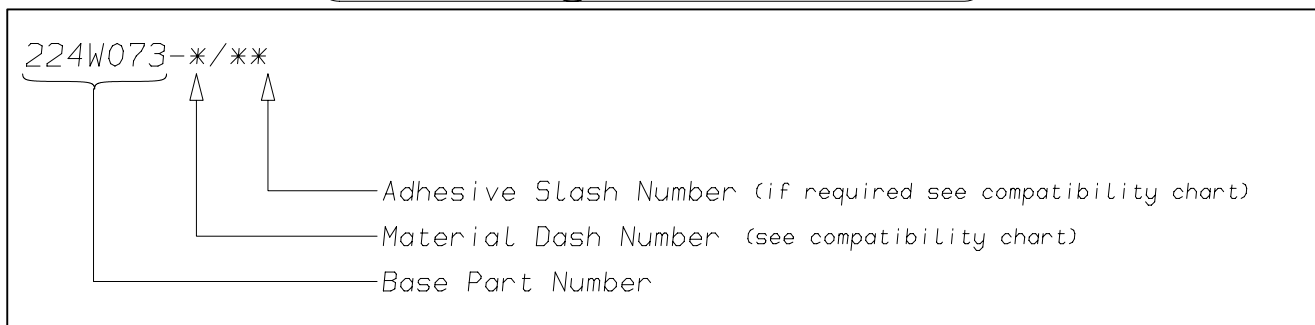 224W073-*/**
Adhesive Slash Number (if required see compatibility chart)
Material Dash Number (see compatibility chart)
Base Part Number